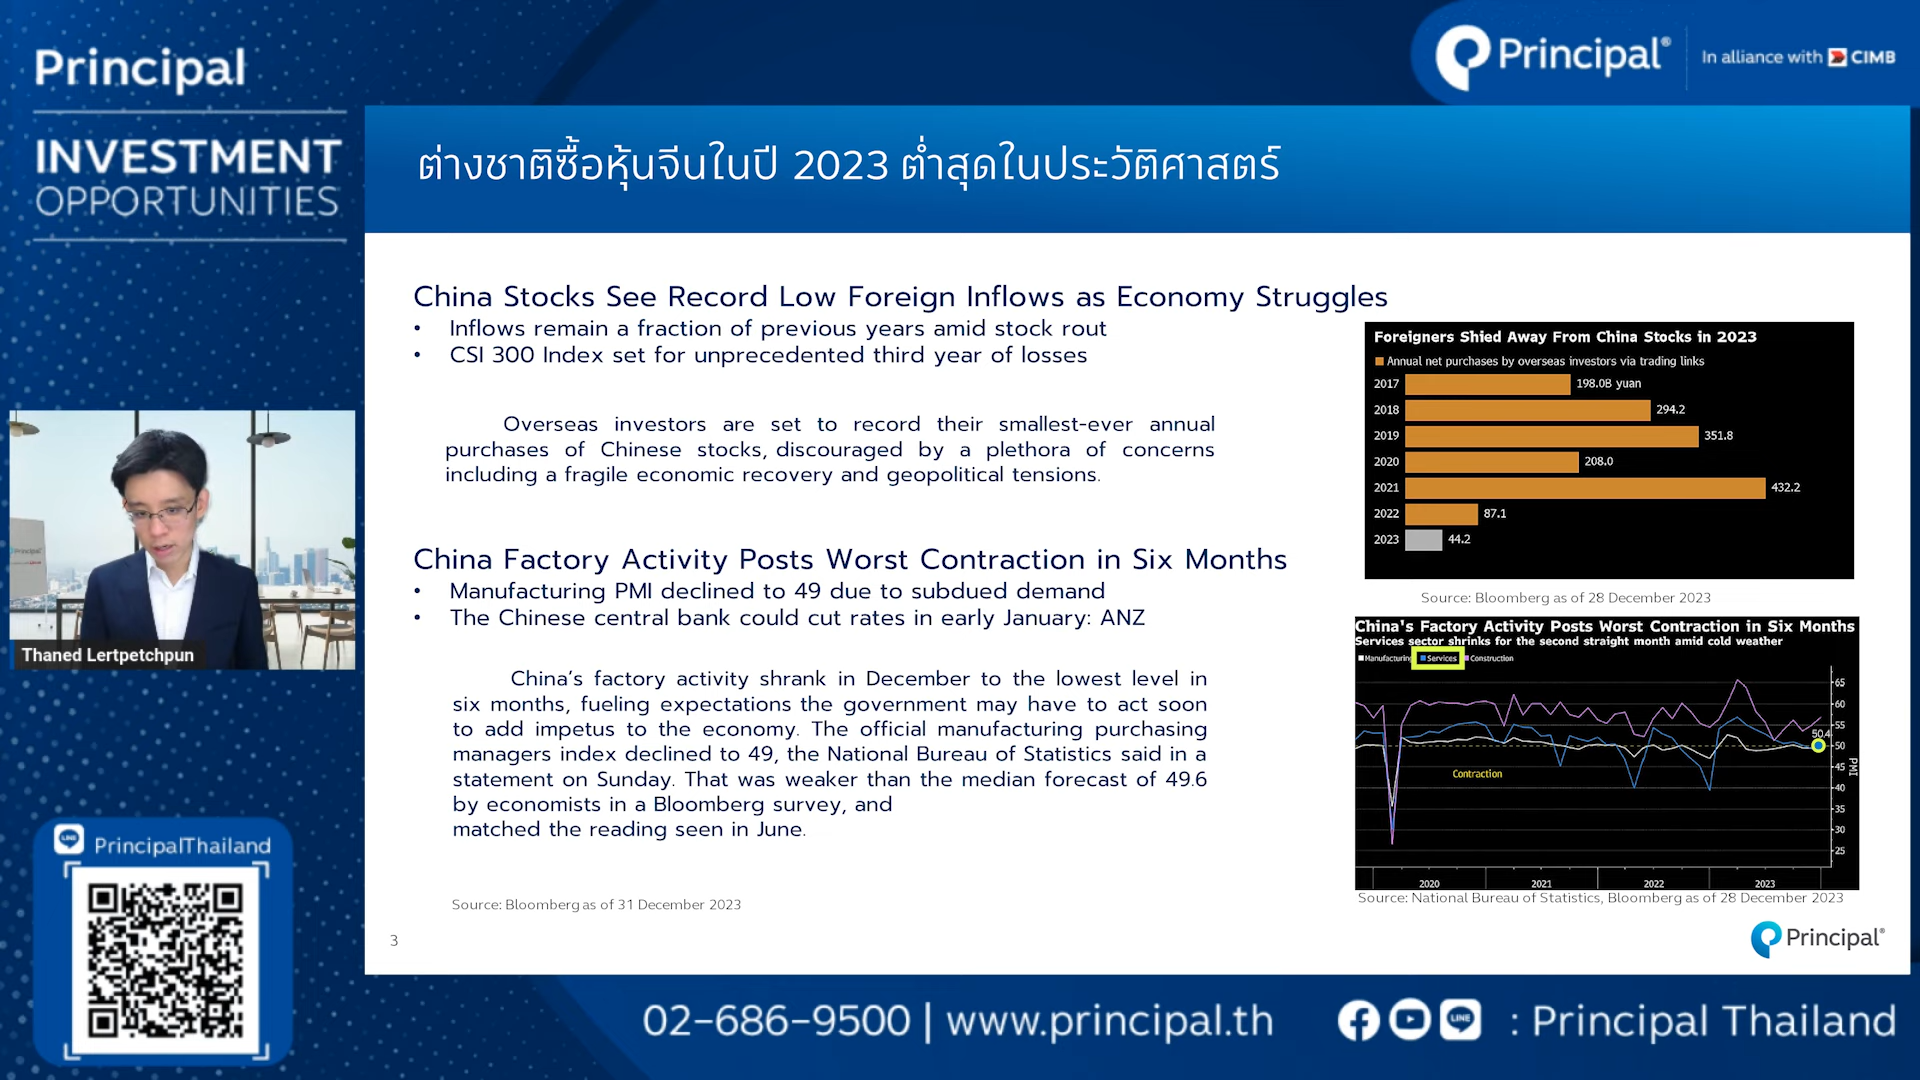 Principal
INVESTMENT
OPPORTUNITIES
Principal®
In alliance with CIMB
ต่างชาติซื้อหุ้นจีนในปี 2023 ต่ำสุดในประวัติศาสตร์
China Stocks See Record Low Foreign Inflows as Economy Struggles
• Inflows remain a fraction of previous years amid stock rout
• CSI 300 Index set for unprecedented third year of losses
Overseas investors are set to record their smallest-ever annual
purchases of Chinese stocks, discouraged by a plethora of concerns
including a fragile economic recovery and geopolitical tensions.
China Factory Activity Posts Worst Contraction in Six Months
• Manufacturing PMI declined to 49 due to subdued demand
• The Chinese central bank could cut rates in early January: ANZ
China's factory activity shrank in December to the lowest level in
six months, fueling expectations the government may have to act soon
to add impetus to the economy. The official manufacturing purchasing
managers index declined to 49, the National Bureau of Statistics said in a
statement on Sunday. That was weaker than the median forecast of 49.6
by economists in a Bloomberg survey, and
matched the reading seen in June.
Source: Bloomberg as of 31 December 2023
3
Foreigners Shied Away From China Stocks in 2023
Annual net purchases by overseas investors via trading links
2017 198.0B yuan
2018 294.2
2019 351.8
2020 208.0
2021 432.2
2022 87.1
2023 44.2
Source: Bloomberg as of 28 December 2023
China's Factory Activity Posts Worst Contraction in Six Months
Services sector shrinks for the second straight month amid cold weather
Manufacturing Services Construction
65
60
55
50.4
50
45
40
35
30
25
PMI
Contraction
2020 2021 2022 2023
Source: National Bureau of Statistics, Bloomberg as of 28 December 2023
Principal®
Principal
Thaned Lertpetchpun
LINE PrincipalThailand
02-686-9500 | www.principal.th
LINE : Principal Thailand